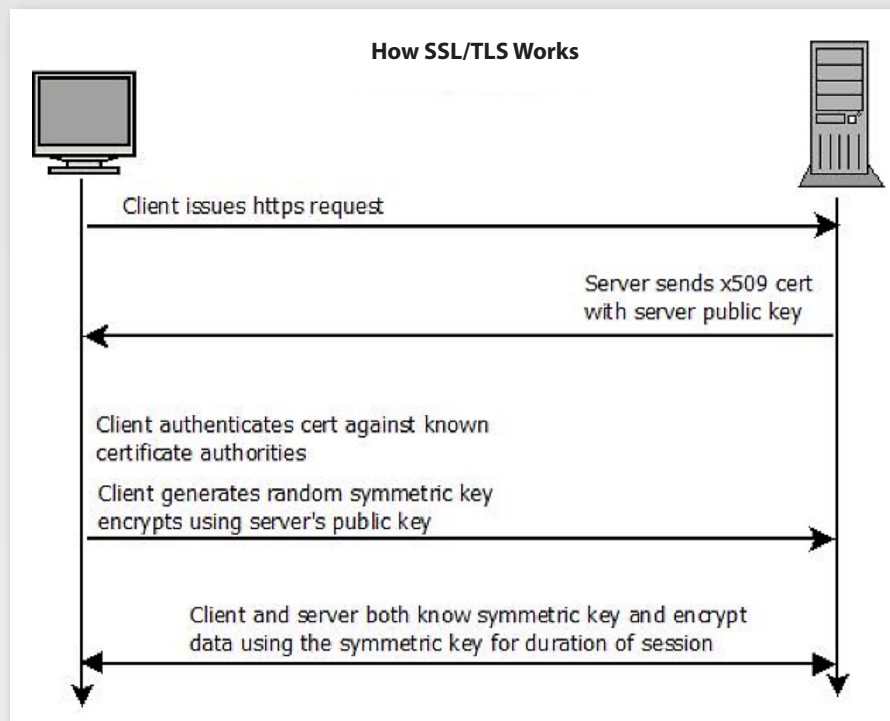 How SSL/TLS Works
Client issues https request
Server sends x509 cert
with server public key
Client authenticates cert against known
certificate authorities
Client generates random symmetric key
encrypts using server's public key
Client and server both know symmetric key and encrypt
data using the symmetric key for duration of session